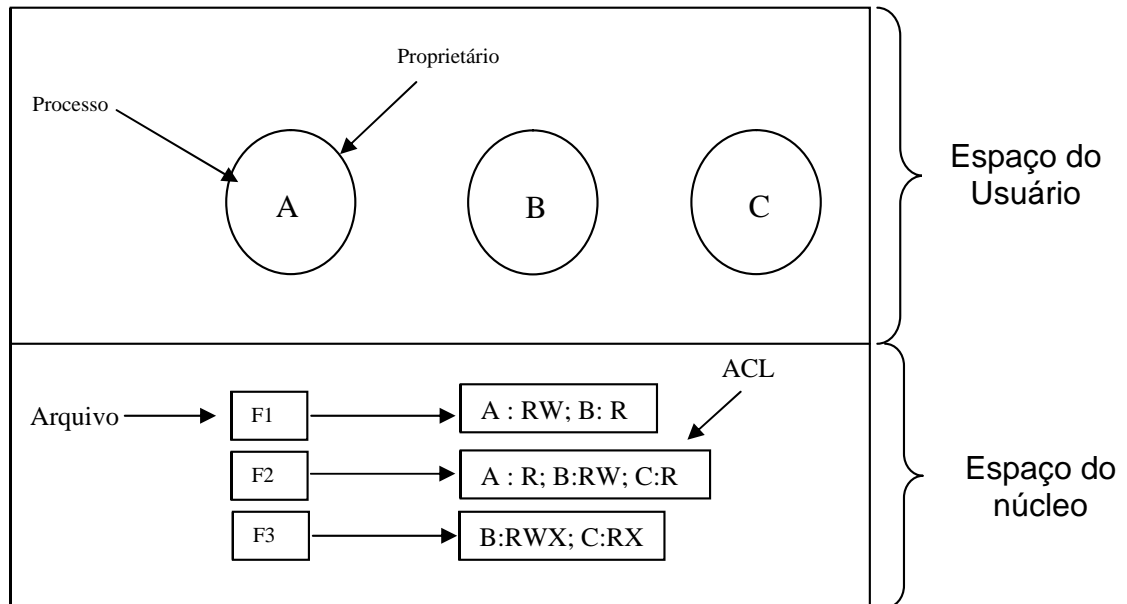 Proprietário
Processo
A
B
C
Espaço do
Usuário
ACL
Arquivo
F1
A : RW; B: R
F2
A : R; B:RW; C:R
F3
B:RWX; C:RX
Espaço do
núcleo